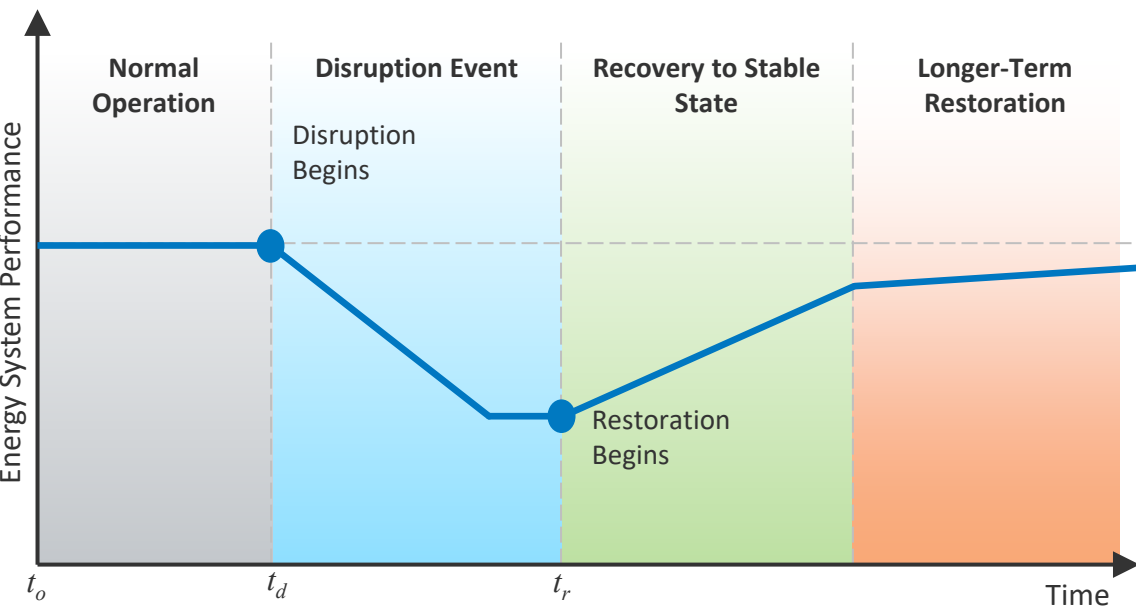 Normal
Operation
Disruption Event
Recovery to Stable
State
Longer-Term
Restoration
Disruption
Begins
Energy System Performance
Restoration
Begins
t_o
t_d
t_r
Time